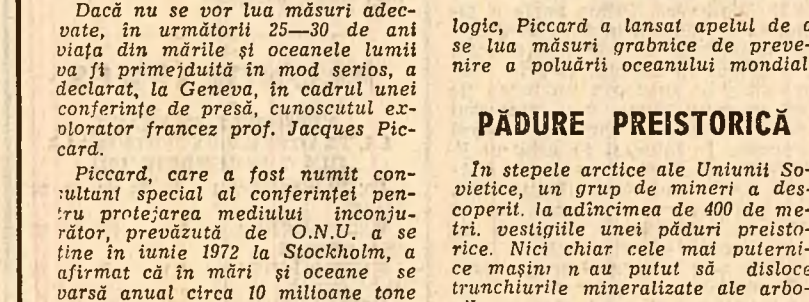 Dacă nu se vor lua măsuri adec-
vate, în următorii 25—30 de ani
viața din mările și oceanele lumii
va fi primejduită în mod serios, a
declarat, la Geneva, în cadrul unei
conferințe de presă, cunoscutul ex-
plorator francez prof. Jacques Pic-
card.
Piccard, care a fost numit con-
sultant special al conferinței pen-
tru protejarea mediului inconju-
rător, prevăzută de O.N.U. a se
ține în iunie 1972 la Stockholm, a
afirmat că în mări și oceane se
varsă anual circa 10 milioane tone
logic, Piccard a lansat apelul de a
se lua măsuri grabnice de preve-
nire a poluării oceanului mondial
PĂDURE PREISTORICĂ
In stepele arctice ale Uniunii So-
vietice, un grup de mineri a des-
coperit, la adîncimea de 400 de me-
tri, vestigiile unei păduri preisto-
rice. Nici chiar cele mai puterni-
ce mașini n au putut să disloce
trunchiurile mineralizate ale arbo-